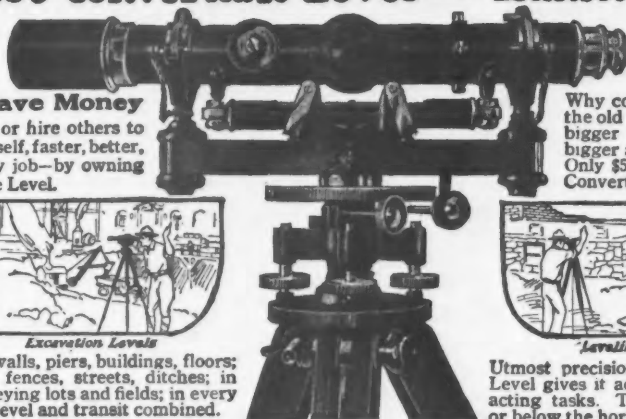 ave Money
or hire others to
self, faster, better,
y job—by owning
e Level.
Why co
the old
bigger
bigger s
Only $5
Convert
Excavation Levels
Leveli
walls, piers, buildings, floors;
fences, streets, ditches; in
eying lots and fields; in every
evel and transit combined.
Utmost precision
Level gives it ac
acting tasks. T
or below the hor